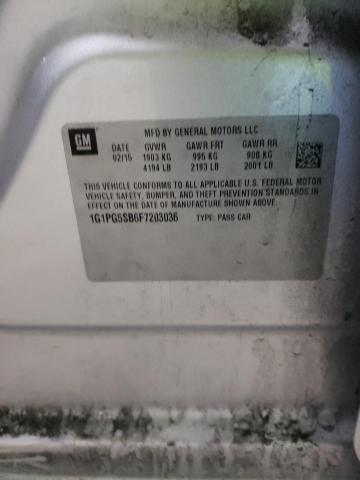 GM
MFD BY GENERAL MOTORS LLC
DATE GVWR GAWR FRT GAWR RR
02/15 1903 KG 995 KG 908 KG
4194 LB 2193 LB 2001 LB
THIS VEHICLE CONFORMS TO ALL APPLICABLE U.S. FEDERAL MOTOR
VEHICLE SAFETY, BUMPER, AND THEFT PREVENTION STANDARDS IN
EFFECT ON THE DATE OF MANUFACTURE SHOWN ABOVE.
1G1PG5SB6F7203036 TYPE: PASS CAR